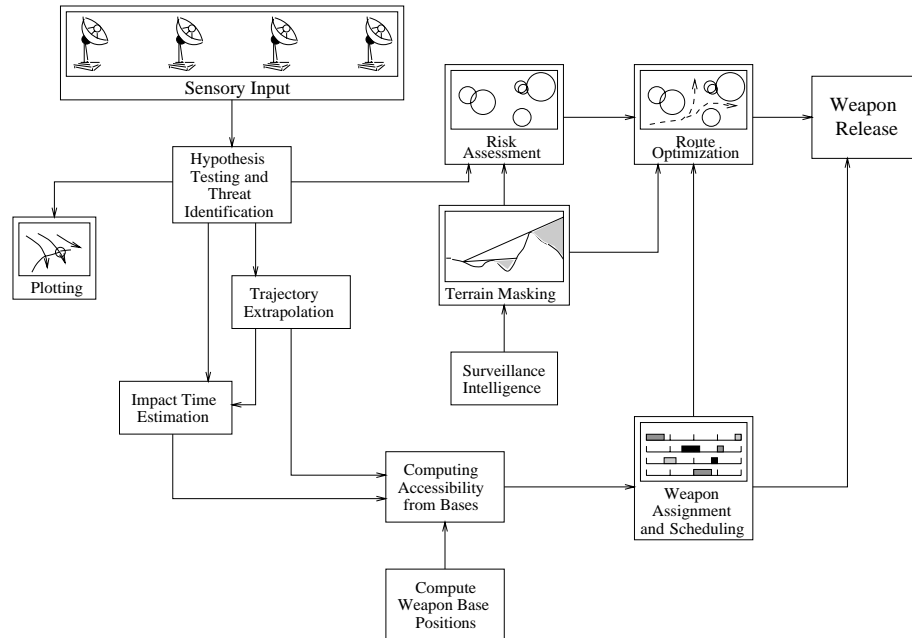 Sensory Input
Hypothesis
Testing and
Threat
Identification
Plotting
Trajectory
Extrapolation
Impact Time
Estimation
Risk
Assessment
Route
Optimization
Weapon
Release
Terrain Masking
Surveillance
Intelligence
Computing
Accessibility
from Bases
Weapon
Assignment
and Scheduling
Compute
Weapon Base
Positions